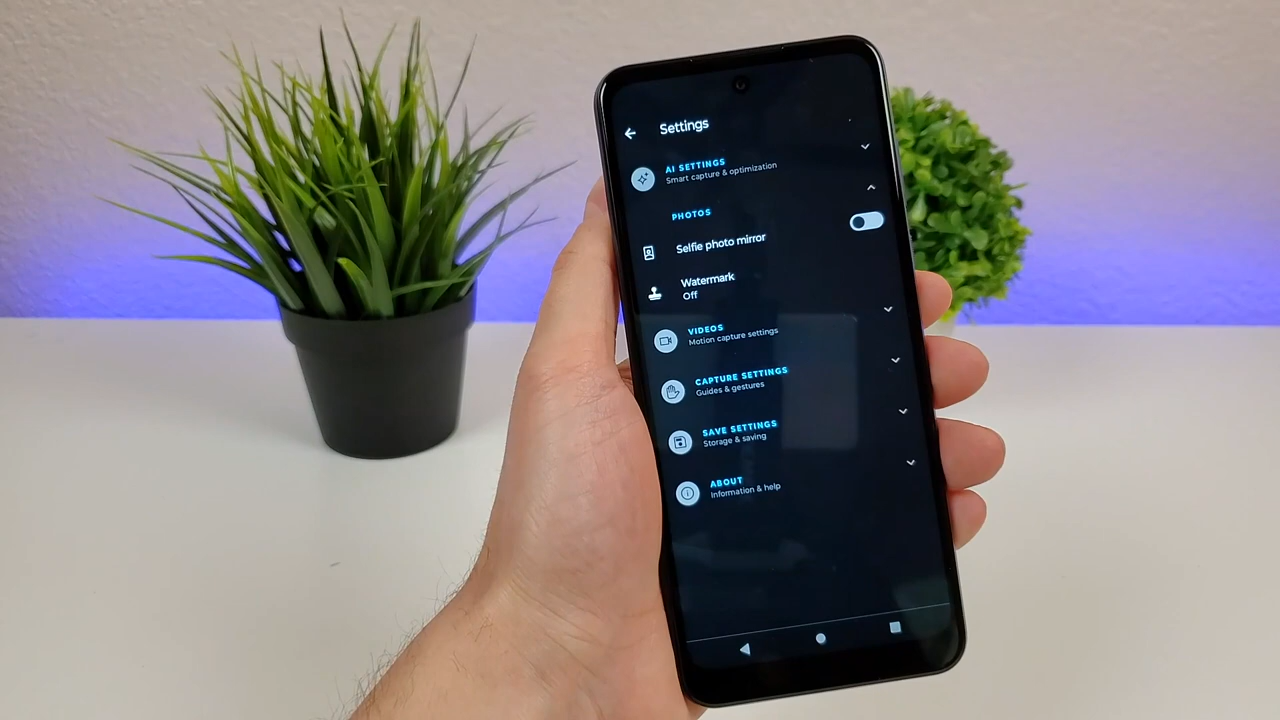 Settings
AI SETTINGS
Smart capture & optimization
PHOTOS
Selfie photo mirror
Watermark
Off
VIDEOS
Motion capture settings
CAPTURE SETTINGS
Guides & gestures
SAVE SETTINGS
Storage & saving
ABOUT
Information & help